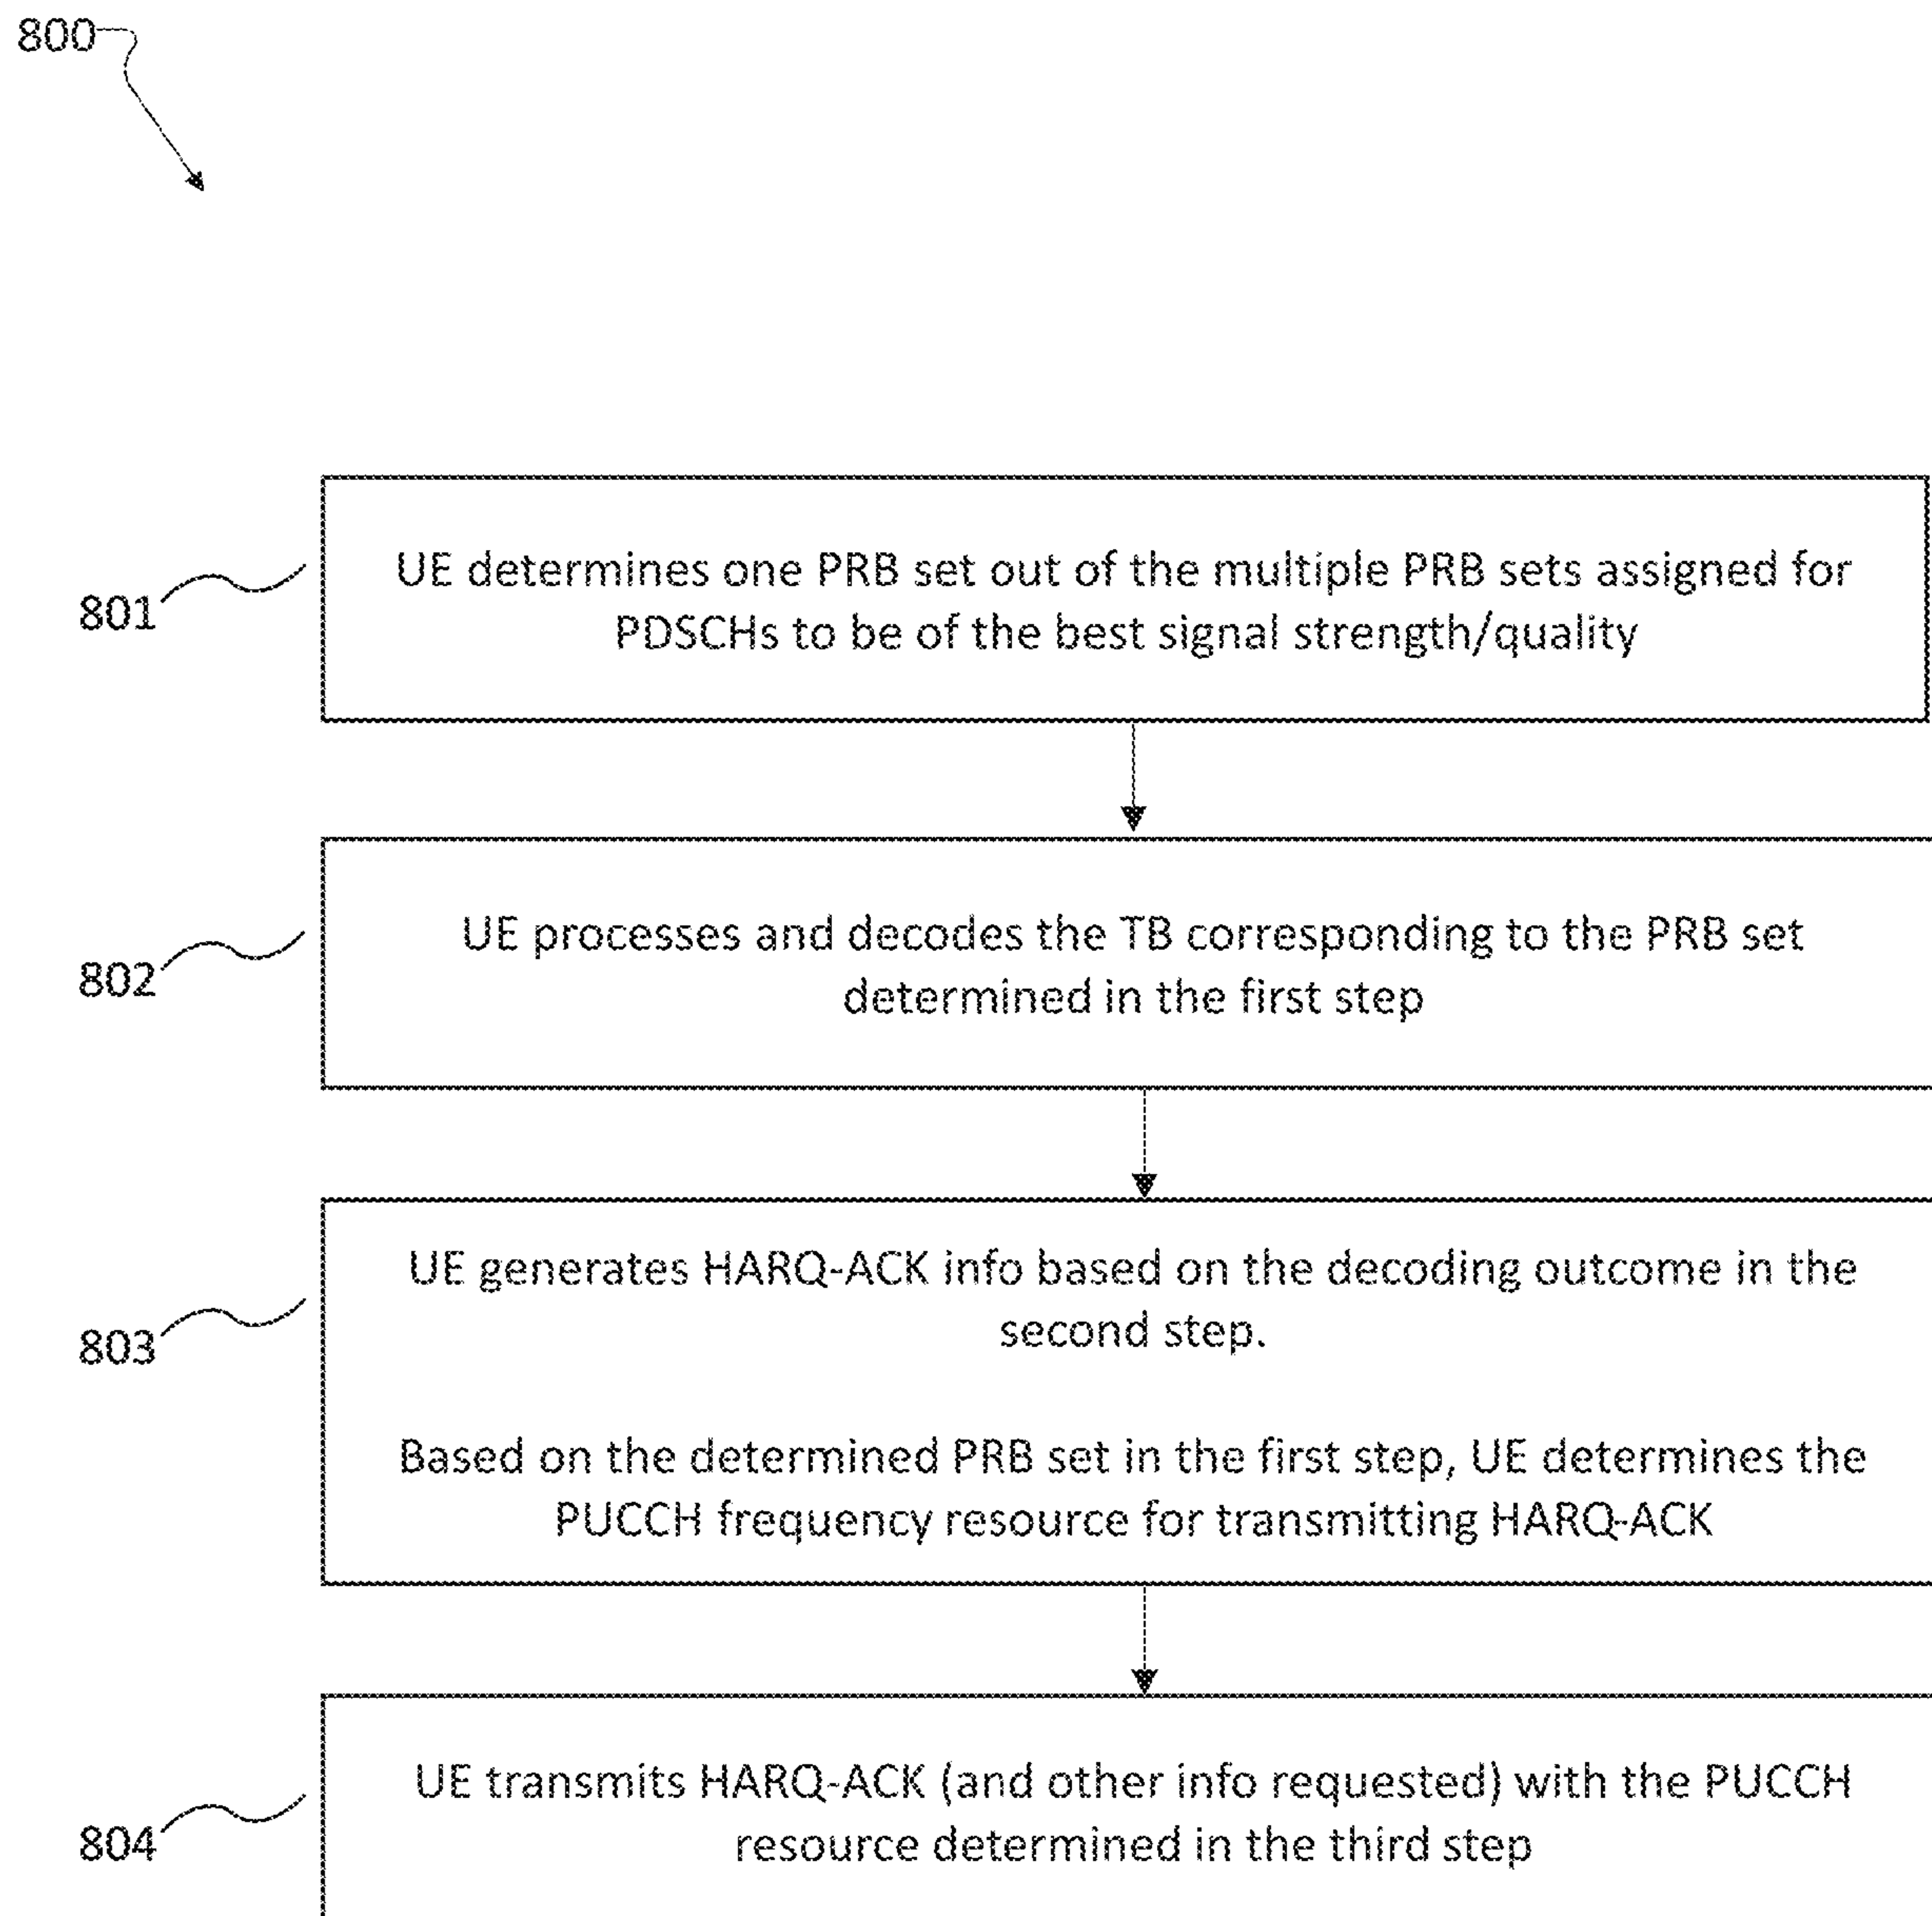 800
801
UE determines one PRB set out of the multiple PRB sets assigned for
PDSCHs to be of the best signal strength/quality
802
UE processes and decodes the TB corresponding to the PRB set
determined in the first step
803
UE generates HARQ-ACK info based on the decoding outcome in the
second step.
Based on the determined PRB set in the first step, UE determines the
PUCCH frequency resource for transmitting HARQ-ACK
804
UE transmits HARQ-ACK (and other info requested) with the PUCCH
resource determined in the third step